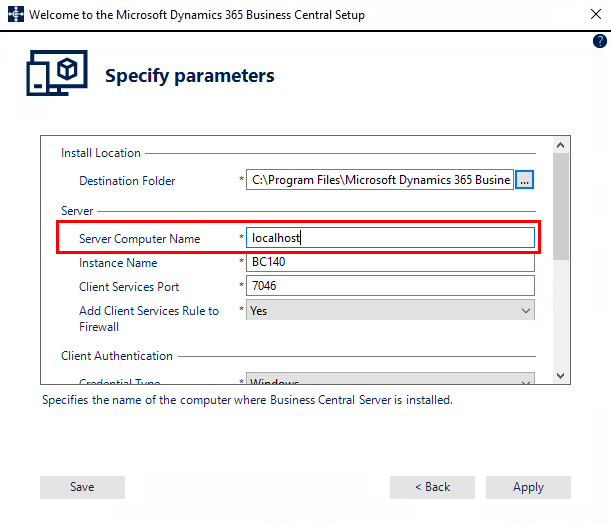 Welcome to the Microsoft Dynamics 365 Business Central Setup
?
Specify parameters
Install Location
Destination Folder * C:\Program Files\Microsoft Dynamics 365 Busine ...
Server
Server Computer Name * localhost
Instance Name * BC140
Client Services Port * 7046
Add Client Services Rule to * Yes
Firewall
Client Authentication
Credential Type * Windows
Specifies the name of the computer where Business Central Server is installed.
Save < Back Apply